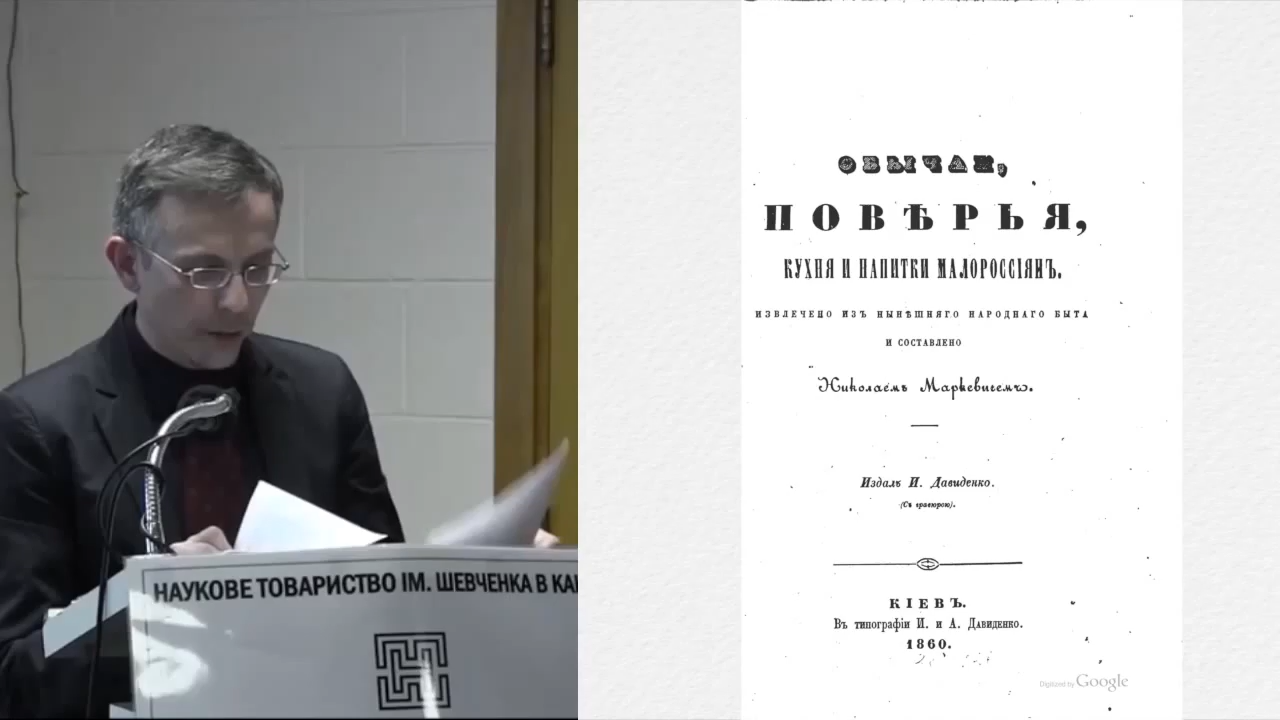 НАУКОВЕ ТОВАРИСТВО ІМ. ШЕВЧЕНКА В
ОБЫЧАИ,
ПОВѢРЬЯ,
КУХНЯ И НАПИТКИ МАЛОРОССІЯНЪ.
ИЗВЛЕЧЕНО ИЗЪ НЫНѢШНЯГО НАРОДНАГО БЫТА
И СОСТАВЛЕНО
Николаемъ Маркевичемъ.
Издалъ И. Давиденко.
(Съ гравюрою).
КІЕВЪ.
Въ типографіи И. и А. Давиденко.
1860.
Digitized by Google